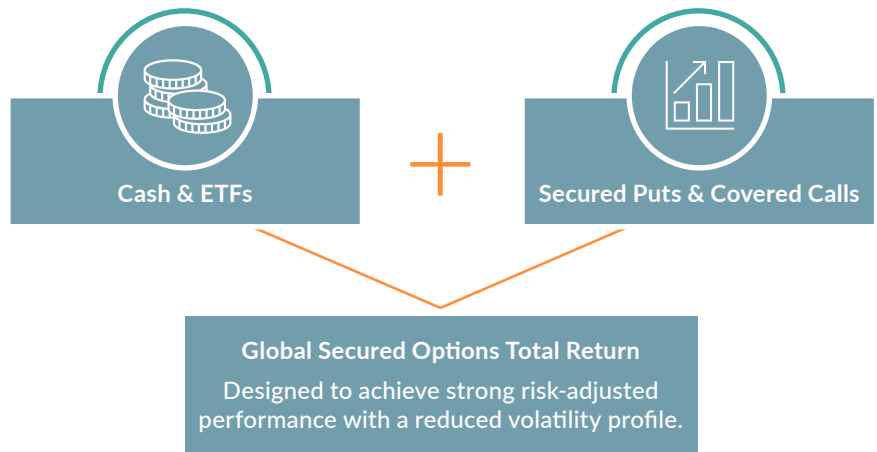 Cash & ETFs
Secured Puts & Covered Calls
Global Secured Options Total Return
Designed to achieve strong risk-adjusted
performance with a reduced volatility profile.